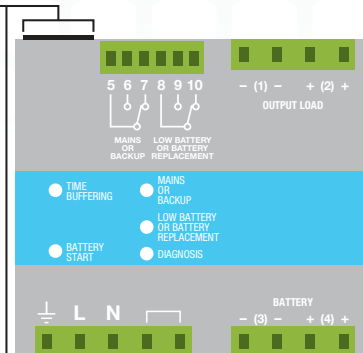 5 6 7 8 9 10
− (1) − + (2) +
OUTPUT LOAD
MAINS
OR
BACKUP
LOW BATTERY
OR BATTERY
REPLACEMENT
TIME
BUFFERING
MAINS
OR
BACKUP
LOW BATTERY
OR BATTERY
REPLACEMENT
BATTERY
START
DIAGNOSIS
L N
BATTERY
− (3) − + (4) +